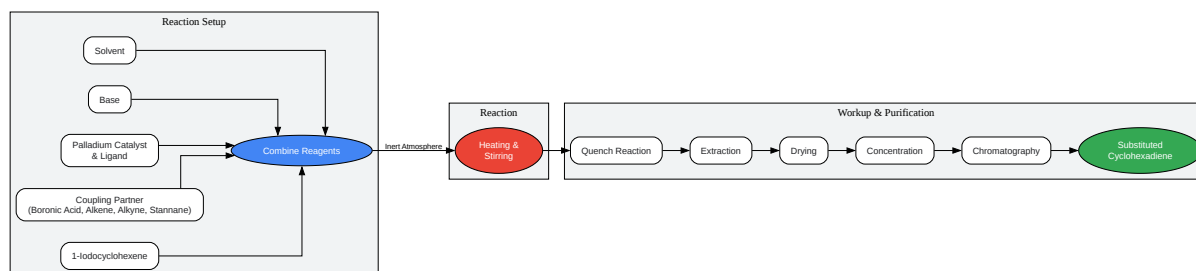 Reaction Setup
Solvent
Base
Palladium Catalyst
& Ligand
Coupling Partner
(Boronic Acid, Alkene, Alkyne, Stannane)
1-Iodocyclohexene
Combine Reagents
Inert Atmosphere
Reaction
Heating &
Stirring
Workup & Purification
Quench Reaction
Extraction
Drying
Concentration
Chromatography
Substituted
Cyclohexadiene